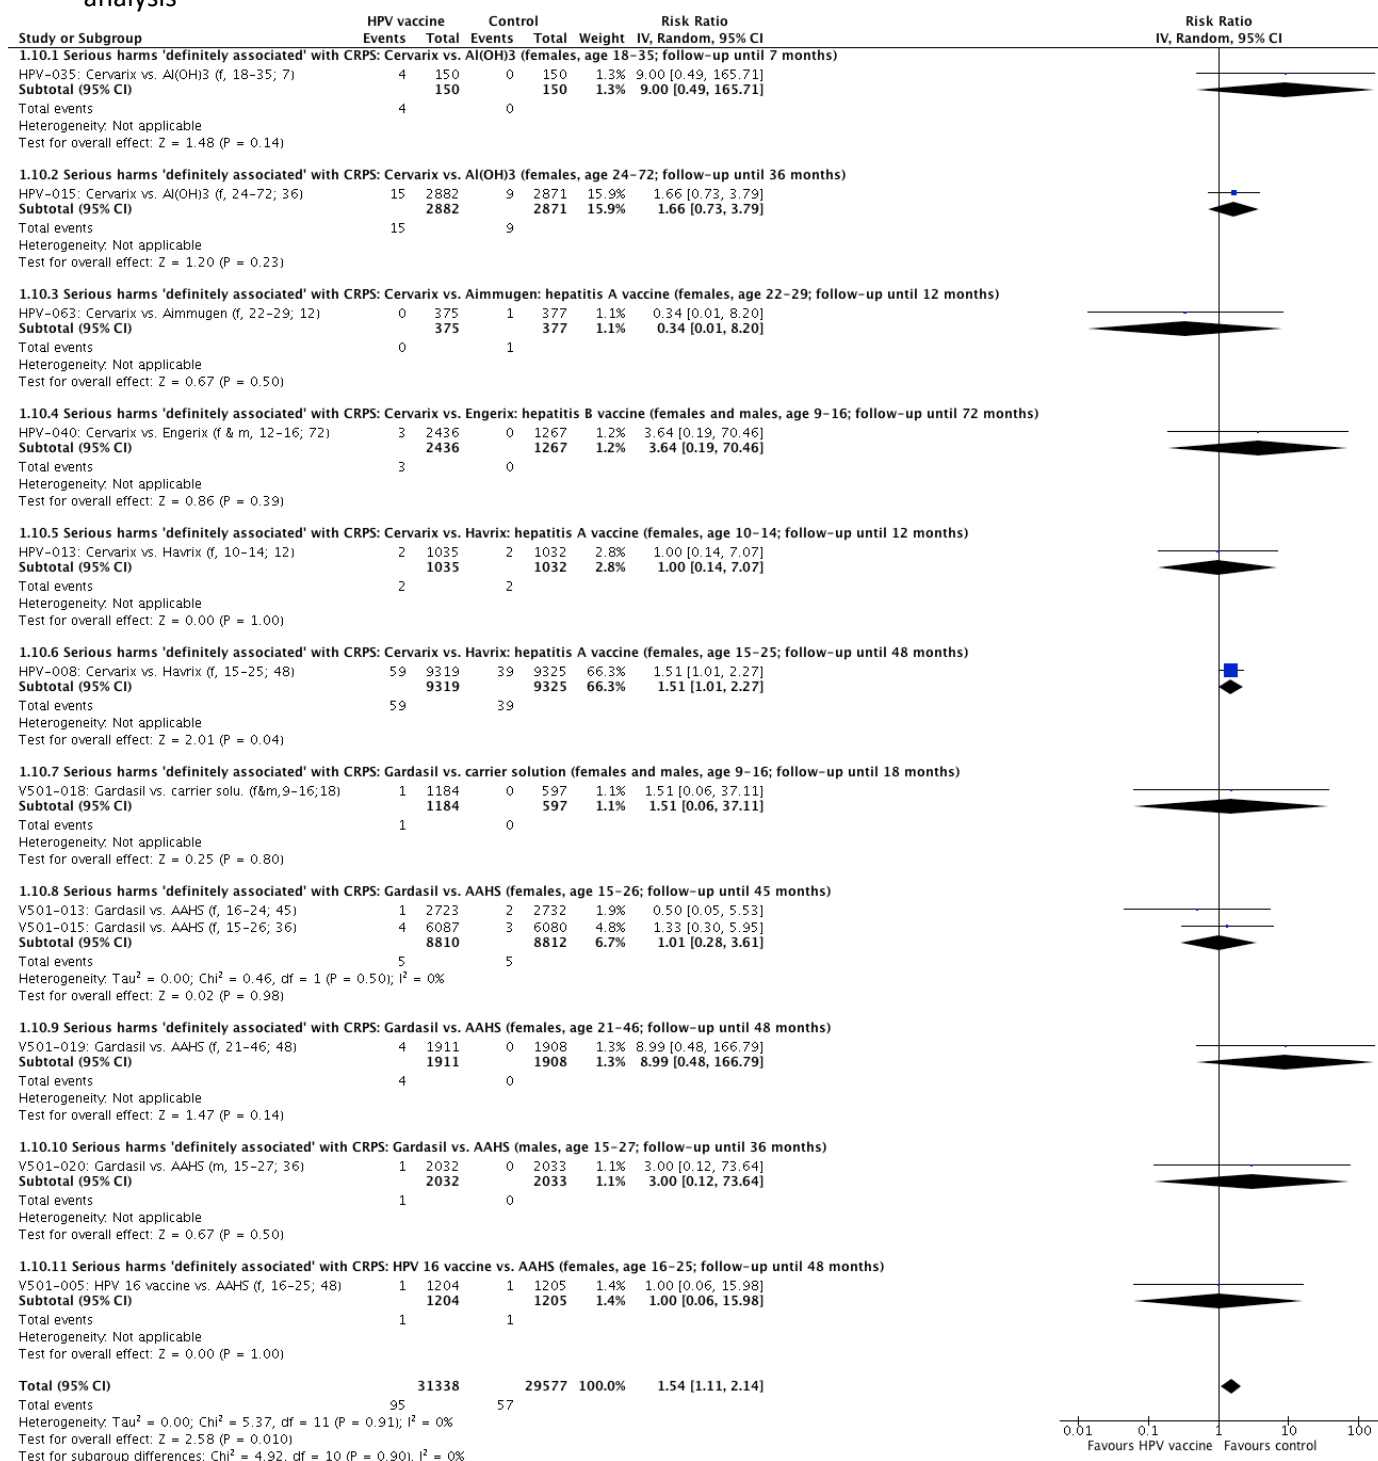 analysis
HPV vaccine Control Risk Ratio Risk Ratio
Study or Subgroup Events Total Events Total Weight IV, Random, 95% CI IV, Random, 95% CI
1.10.1 Serious harms 'definitely associated' with CRPS: Cervarix vs. Al(OH)3 (females, age 18-35; follow-up until 7 months)
HPV-035: Cervarix vs. Al(OH)3 (f, 18-35; 7) 4 150 0 150 1.3% 9.00 [0.49, 165.71]
Subtotal (95% CI) 150 150 1.3% 9.00 [0.49, 165.71]
Total events 4 0
Heterogeneity: Not applicable
Test for overall effect: Z = 1.48 (P = 0.14)
1.10.2 Serious harms 'definitely associated' with CRPS: Cervarix vs. Al(OH)3 (females, age 24-72; follow-up until 36 months)
HPV-015: Cervarix vs. Al(OH)3 (f, 24-72; 36) 15 2882 9 2871 15.9% 1.66 [0.73, 3.79]
Subtotal (95% CI) 2882 2871 15.9% 1.66 [0.73, 3.79]
Total events 15 9
Heterogeneity: Not applicable
Test for overall effect: Z = 1.20 (P = 0.23)
1.10.3 Serious harms 'definitely associated' with CRPS: Cervarix vs. Aimmugen: hepatitis A vaccine (females, age 22-29; follow-up until 12 months)
HPV-063: Cervarix vs. Aimmugen (f, 22-29; 12) 0 375 1 377 1.1% 0.34 [0.01, 8.20]
Subtotal (95% CI) 375 377 1.1% 0.34 [0.01, 8.20]
Total events 0 1
Heterogeneity: Not applicable
Test for overall effect: Z = 0.67 (P = 0.50)
1.10.4 Serious harms 'definitely associated' with CRPS: Cervarix vs. Engerix: hepatitis B vaccine (females and males, age 9-16; follow-up until 72 months)
HPV-040: Cervarix vs. Engerix (f & m, 12-16; 72) 3 2436 0 1267 1.2% 3.64 [0.19, 70.46]
Subtotal (95% CI) 2436 1267 1.2% 3.64 [0.19, 70.46]
Total events 3 0
Heterogeneity: Not applicable
Test for overall effect: Z = 0.86 (P = 0.39)
1.10.5 Serious harms 'definitely associated' with CRPS: Cervarix vs. Havrix: hepatitis A vaccine (females, age 10-14; follow-up until 12 months)
HPV-013: Cervarix vs. Havrix (f, 10-14; 12) 2 1035 2 1032 2.8% 1.00 [0.14, 7.07]
Subtotal (95% CI) 1035 1032 2.8% 1.00 [0.14, 7.07]
Total events 2 2
Heterogeneity: Not applicable
Test for overall effect: Z = 0.00 (P = 1.00)
1.10.6 Serious harms 'definitely associated' with CRPS: Cervarix vs. Havrix: hepatitis A vaccine (females, age 15-25; follow-up until 48 months)
HPV-008: Cervarix vs. Havrix (f, 15-25; 48) 59 9319 39 9325 66.3% 1.51 [1.01, 2.27]
Subtotal (95% CI) 9319 9325 66.3% 1.51 [1.01, 2.27]
Total events 59 39
Heterogeneity: Not applicable
Test for overall effect: Z = 2.01 (P = 0.04)
1.10.7 Serious harms 'definitely associated' with CRPS: Gardasil vs. carrier solution (females and males, age 9-16; follow-up until 18 months)
V501-018: Gardasil vs. carrier solu. (f&m,9-16;18) 1 1184 0 597 1.1% 1.51 [0.06, 37.11]
Subtotal (95% CI) 1184 597 1.1% 1.51 [0.06, 37.11]
Total events 1 0
Heterogeneity: Not applicable
Test for overall effect: Z = 0.25 (P = 0.80)
1.10.8 Serious harms 'definitely associated' with CRPS: Gardasil vs. AAHS (females, age 15-26; follow-up until 45 months)
V501-013: Gardasil vs. AAHS (f, 16-24; 45) 1 2723 2 2732 1.9% 0.50 [0.05, 5.53]
V501-015: Gardasil vs. AAHS (f, 15-26; 36) 4 6087 3 6080 4.8% 1.33 [0.30, 5.95]
Subtotal (95% CI) 8810 8812 6.7% 1.01 [0.28, 3.61]
Total events 5 5
Heterogeneity: Tau² = 0.00; Chi² = 0.46, df = 1 (P = 0.50); I² = 0%
Test for overall effect: Z = 0.02 (P = 0.98)
1.10.9 Serious harms 'definitely associated' with CRPS: Gardasil vs. AAHS (females, age 21-46; follow-up until 48 months)
V501-019: Gardasil vs. AAHS (f, 21-46; 48) 4 1911 0 1908 1.3% 8.99 [0.48, 166.79]
Subtotal (95% CI) 1911 1908 1.3% 8.99 [0.48, 166.79]
Total events 4 0
Heterogeneity: Not applicable
Test for overall effect: Z = 1.47 (P = 0.14)
1.10.10 Serious harms 'definitely associated' with CRPS: Gardasil vs. AAHS (males, age 15-27; follow-up until 36 months)
V501-020: Gardasil vs. AAHS (m, 15-27; 36) 1 2032 0 2033 1.1% 3.00 [0.12, 73.64]
Subtotal (95% CI) 2032 2033 1.1% 3.00 [0.12, 73.64]
Total events 1 0
Heterogeneity: Not applicable
Test for overall effect: Z = 0.67 (P = 0.50)
1.10.11 Serious harms 'definitely associated' with CRPS: HPV 16 vaccine vs. AAHS (females, age 16-25; follow-up until 48 months)
V501-005: HPV 16 vaccine vs. AAHS (f, 16-25; 48) 1 1204 1 1205 1.4% 1.00 [0.06, 15.98]
Subtotal (95% CI) 1204 1205 1.4% 1.00 [0.06, 15.98]
Total events 1 1
Heterogeneity: Not applicable
Test for overall effect: Z = 0.00 (P = 1.00)
Total (95% CI) 31338 29577 100.0% 1.54 [1.11, 2.14]
Total events 95 57
Heterogeneity: Tau² = 0.00; Chi² = 5.37, df = 11 (P = 0.91); I² = 0%
Test for overall effect: Z = 2.58 (P = 0.010)
Test for subgroup differences: Chi² = 4.92, df = 10 (P = 0.90), I² = 0%
0.01 0.1 1 10 100
Favours HPV vaccine Favours control